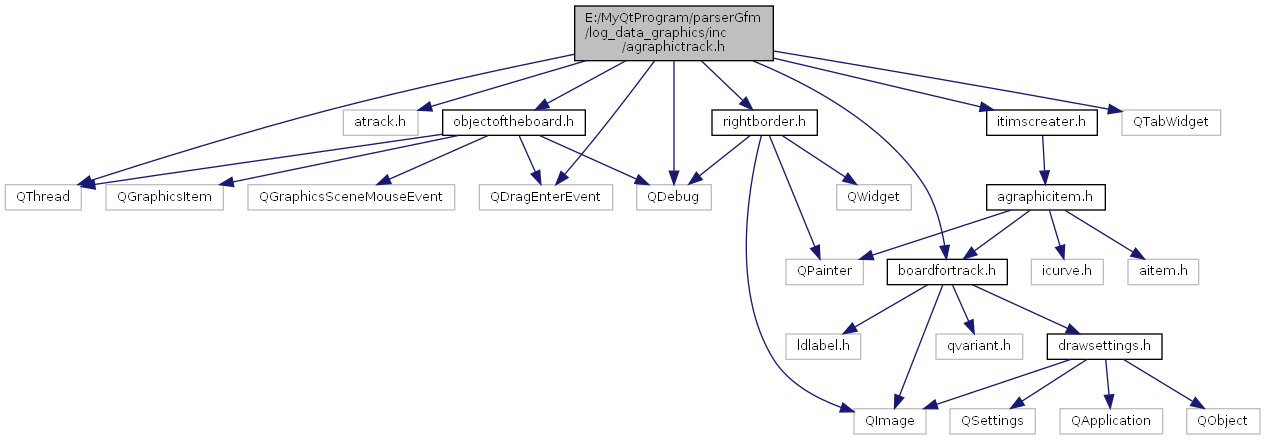 E:/MyQtProgram/parserGfm
/log_data_graphics/inc
/agraphictrack.h
atrack.h
objectoftheboard.h
rightborder.h
itimscreater.h
QTabWidget
QThread
QGraphicsItem
QGraphicsSceneMouseEvent
QDragEnterEvent
QDebug
QWidget
agraphicitem.h
QPainter
boardfortrack.h
icurve.h
aitem.h
ldlabel.h
qvariant.h
drawsettings.h
QImage
QSettings
QApplication
QObject